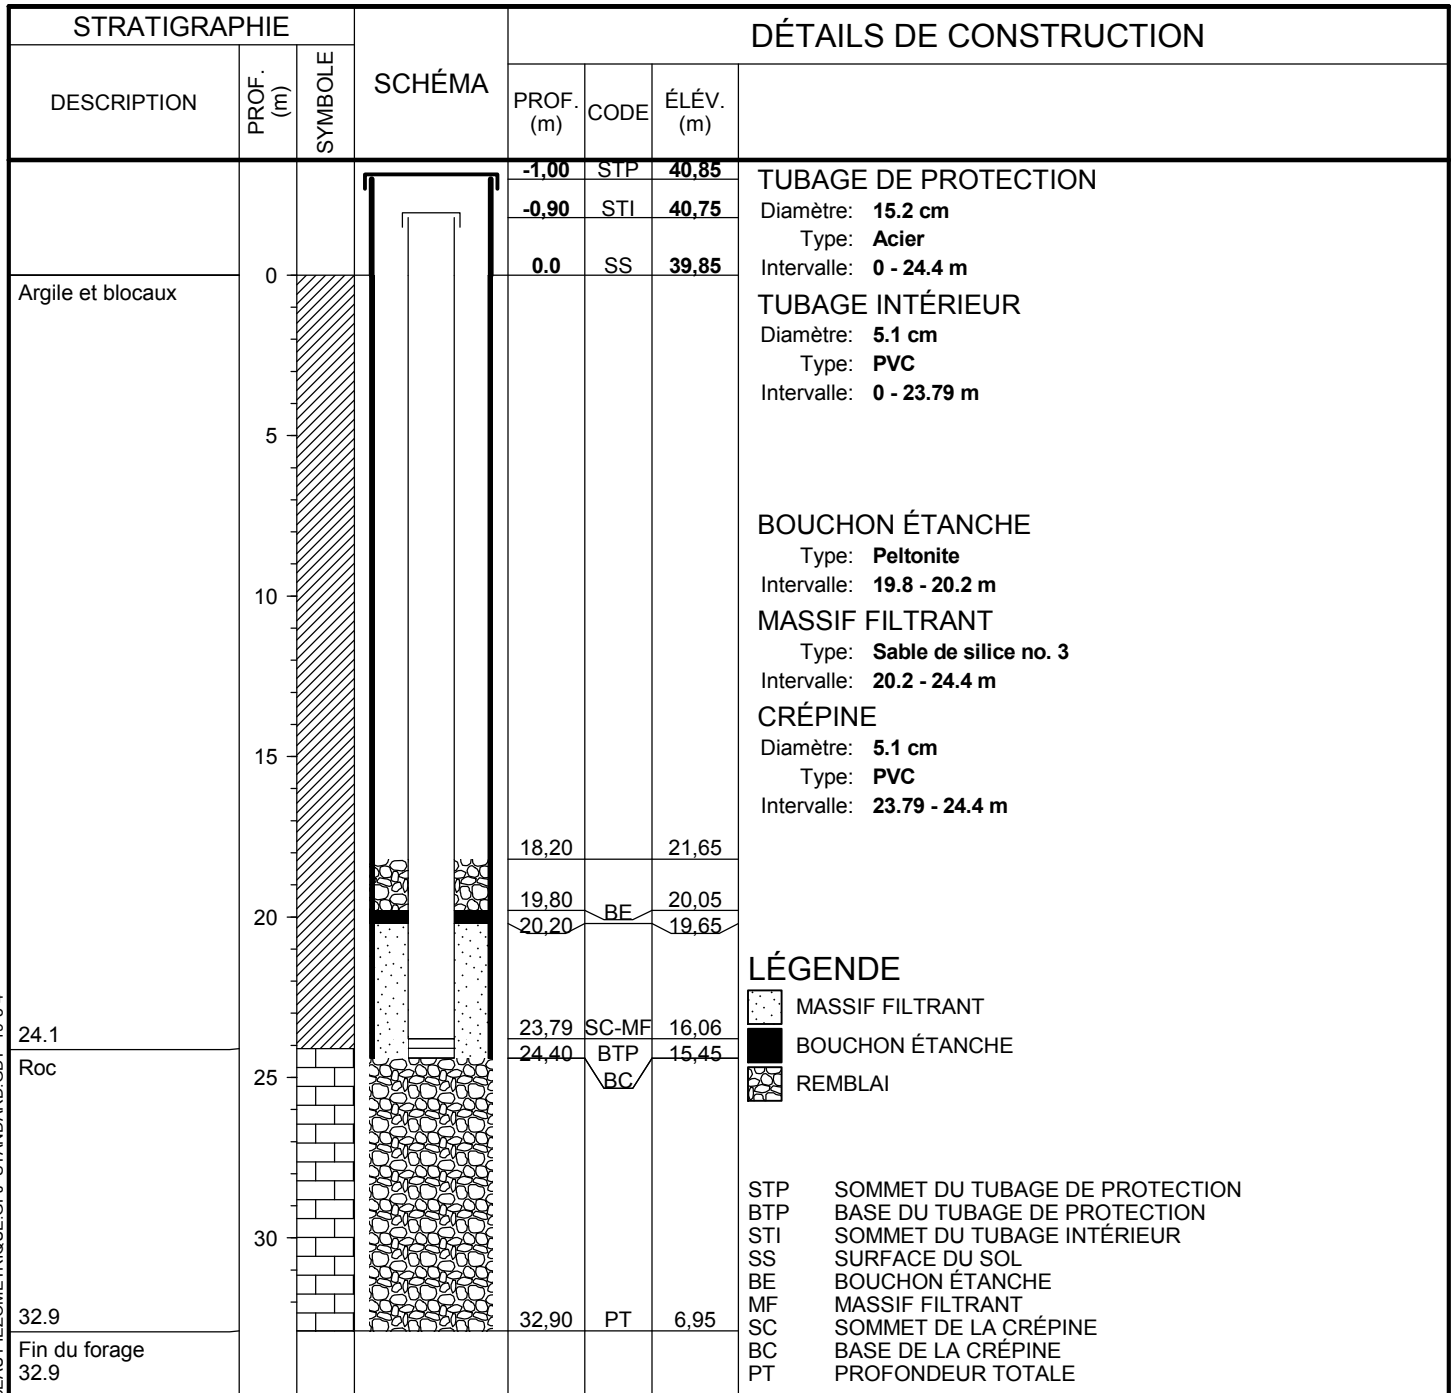 STRATIGRAPHIE
DESCRIPTION
PROF. (m)
SYMBOLE
SCHÉMA
DÉTAILS DE CONSTRUCTION
PROF. (m)
CODE
ÉLÉV. (m)
-1,00 STP 40,85
-0,90 STI 40,75
0.0 SS 39,85
TUBAGE DE PROTECTION
Diamètre: 15.2 cm
Type: Acier
Intervalle: 0 - 24.4 m
TUBAGE INTÉRIEUR
Diamètre: 5.1 cm
Type: PVC
Intervalle: 0 - 23.79 m
BOUCHON ÉTANCHE
Type: Peltonite
Intervalle: 19.8 - 20.2 m
MASSIF FILTRANT
Type: Sable de silice no. 3
Intervalle: 20.2 - 24.4 m
CRÉPINE
Diamètre: 5.1 cm
Type: PVC
Intervalle: 23.79 - 24.4 m
0
Argile et blocaux
5
10
15
20
25
30
18,20 21,65
19,80 BE 20,05
20,20 19,65
23,79 SC-MF 16,06
24,40 BTP 15,45
BC
24.1
Roc
32.9
32,90 PT 6,95
Fin du forage
32.9
LÉGENDE
MASSIF FILTRANT
BOUCHON ÉTANCHE
REMBLAI
STP SOMMET DU TUBAGE DE PROTECTION
BTP BASE DU TUBAGE DE PROTECTION
STI SOMMET DU TUBAGE INTÉRIEUR
SS SURFACE DU SOL
BE BOUCHON ÉTANCHE
MF MASSIF FILTRANT
SC SOMMET DE LA CRÉPINE
BC BASE DE LA CRÉPINE
PT PROFONDEUR TOTALE